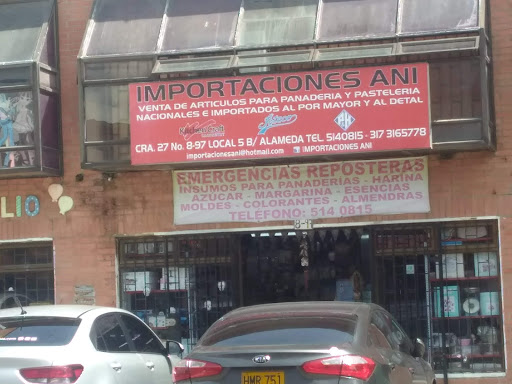 IMPORTACIONES ANI
VENTA DE ARTICULOS PARA PANADERIA Y PASTELERIA
NACIONALES E IMPORTADOS AL POR MAYOR Y AL DETAL
CRA. 27 No. 8-97 LOCAL 5 B/ ALAMEDA TEL. 5140815 - 317 3165778
importacionesani@hotmail.com IMPORTACIONES ANI
EMERGENCIAS REPOSTERAS
INSUMOS PARA PANADERIAS - HARINA
AZUCAR - MARGARINA - ESENCIAS
MOLDES - COLORANTES - ALMENDRAS
TELEFONO: 514 0815
LIO
KIA
HMR 751